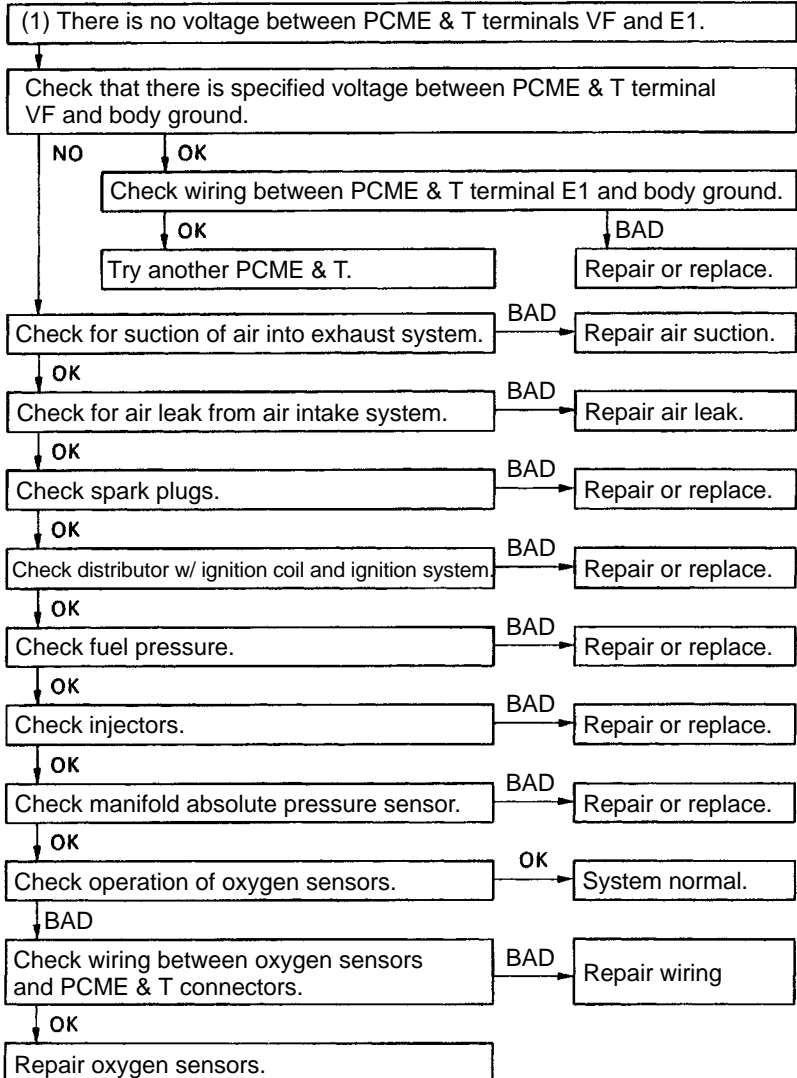 (1) There is no voltage between PCME & T terminals VF and E1.
Check that there is specified voltage between PCME & T terminal
VF and body ground.
NO
OK
Check wiring between PCME & T terminal E1 and body ground.
OK
BAD
Try another PCME & T.
Repair or replace.
Check for suction of air into exhaust system.
BAD
Repair air suction.
OK
Check for air leak from air intake system.
BAD
Repair air leak.
OK
Check spark plugs.
BAD
Repair or replace.
OK
Check distributor w/ ignition coil and ignition system.
BAD
Repair or replace.
OK
Check fuel pressure.
BAD
Repair or replace.
OK
Check injectors.
BAD
Repair or replace.
OK
Check manifold absolute pressure sensor.
BAD
Repair or replace.
OK
Check operation of oxygen sensors.
OK
System normal.
BAD
Check wiring between oxygen sensors
and PCME & T connectors.
BAD
Repair wiring
OK
Repair oxygen sensors.